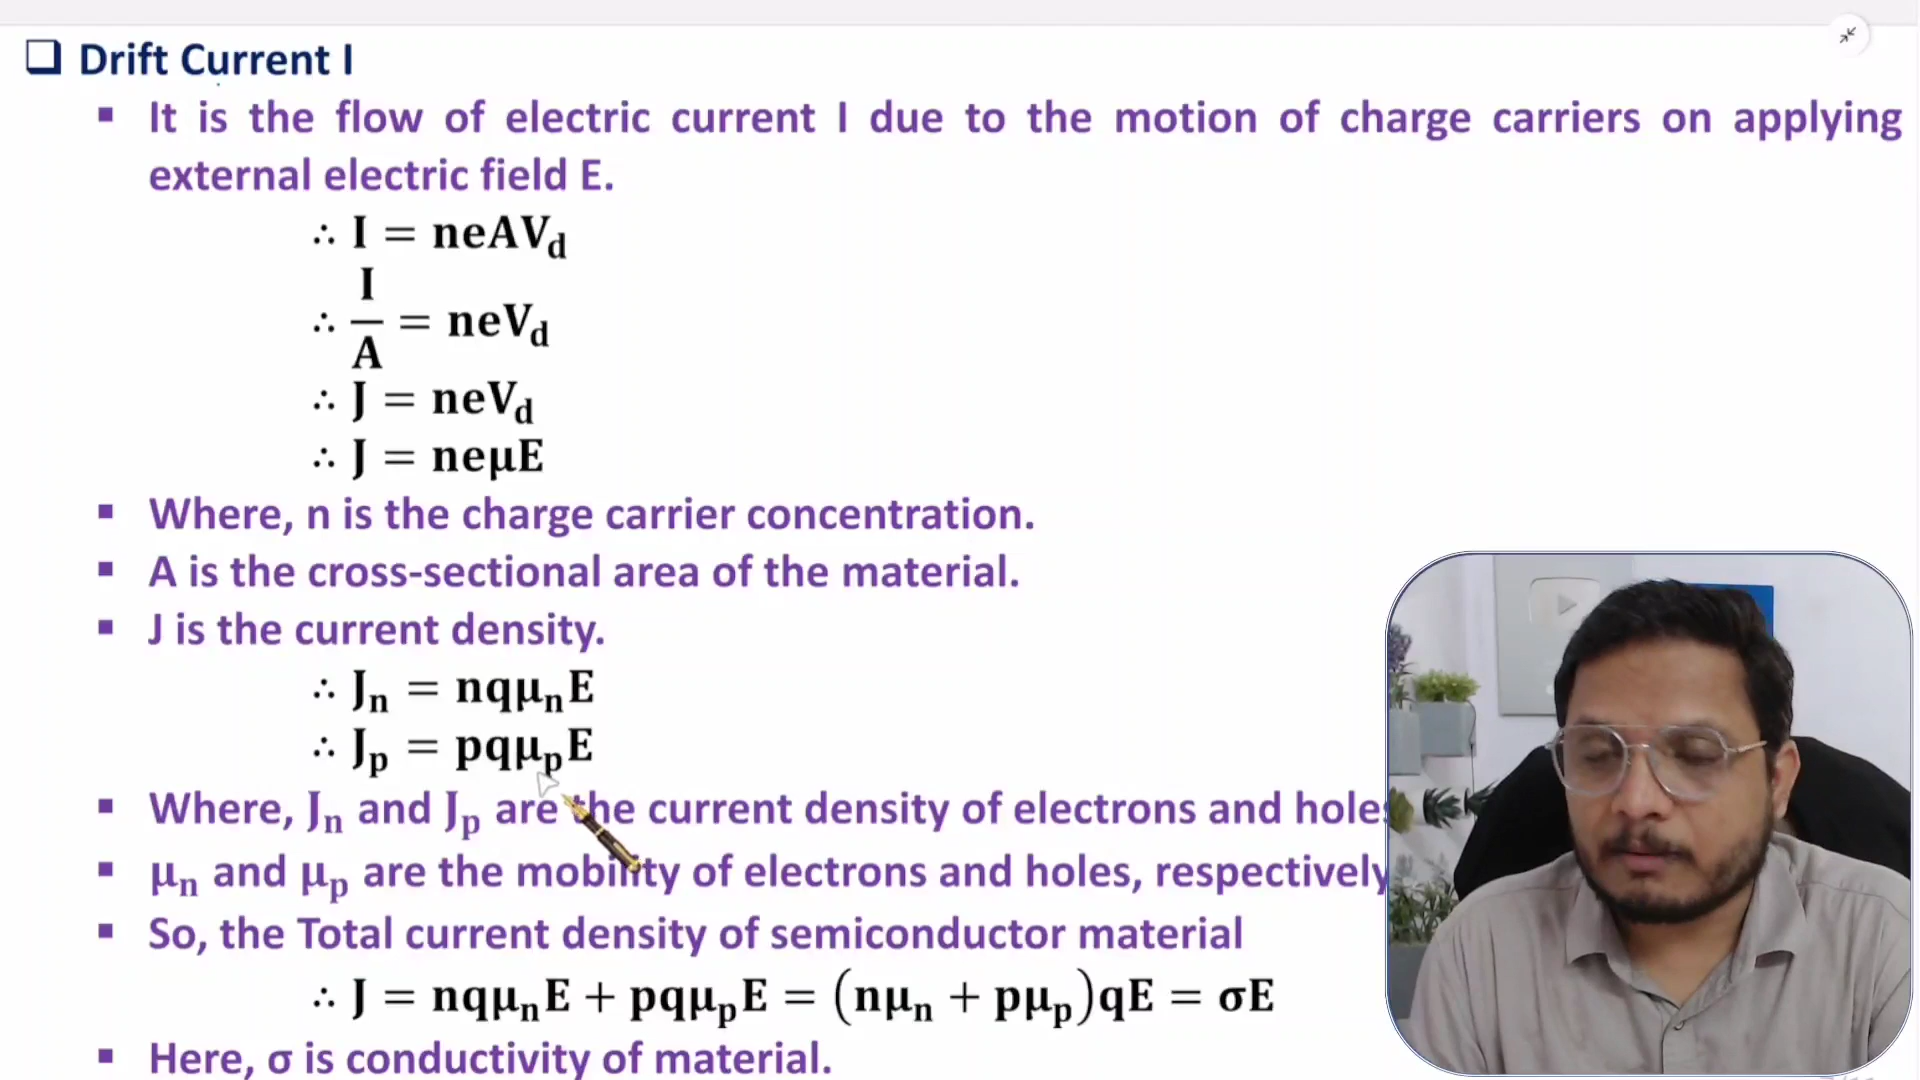 Drift Current I
It is the flow of electric current I due to the motion of charge carriers on applying
external electric field E.
∴ I = neAV_d
∴ I/A = neV_d
∴ J = neV_d
∴ J = neμE
Where, n is the charge carrier concentration.
A is the cross-sectional area of the material.
J is the current density.
∴ J_n = nqμ_nE
∴ J_p = pqμ_pE
Where, J_n and J_p are the current density of electrons and holes
μ_n and μ_p are the mobility of electrons and holes, respectively
So, the Total current density of semiconductor material
∴ J = nqμ_nE + pqμ_pE = (nμ_n + pμ_p)qE = σE
Here, σ is conductivity of material.